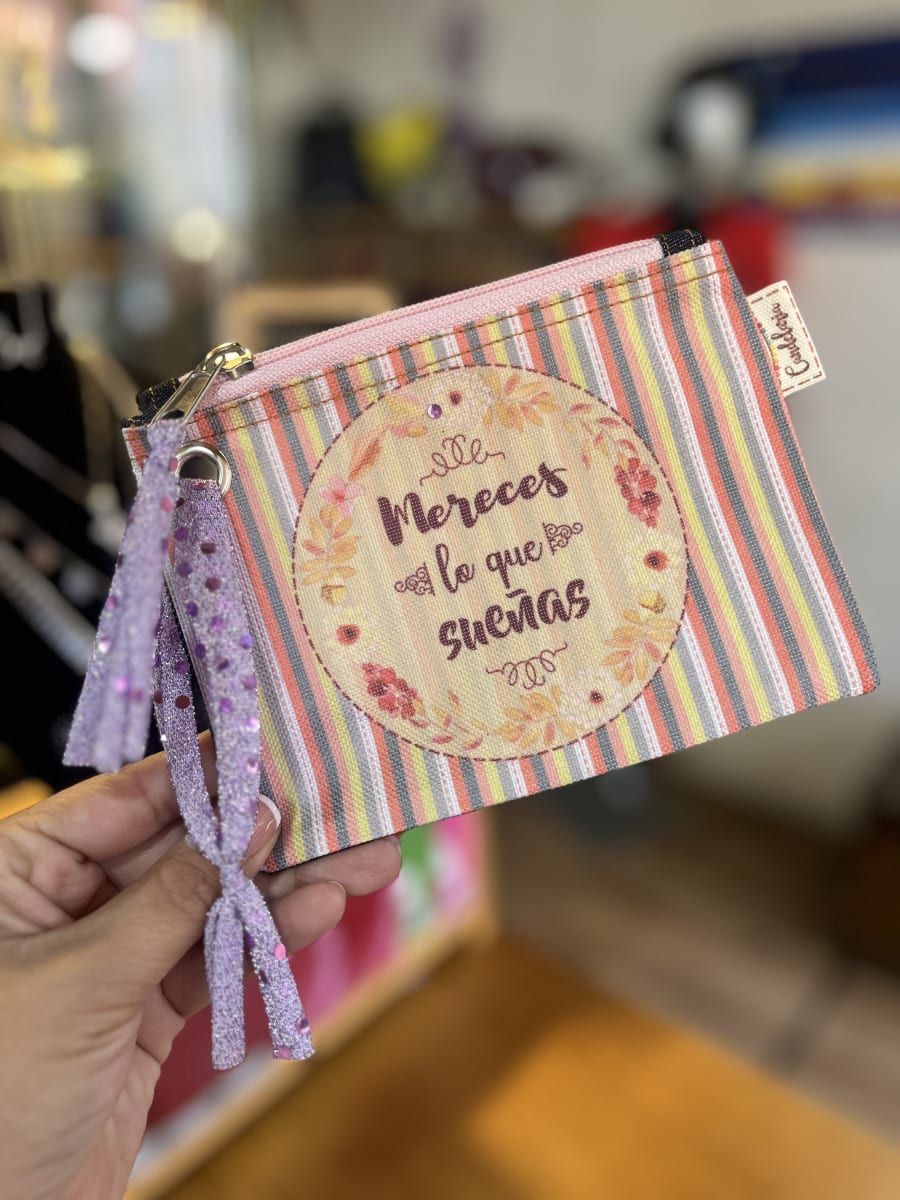 Mereces
lo que
sueñas